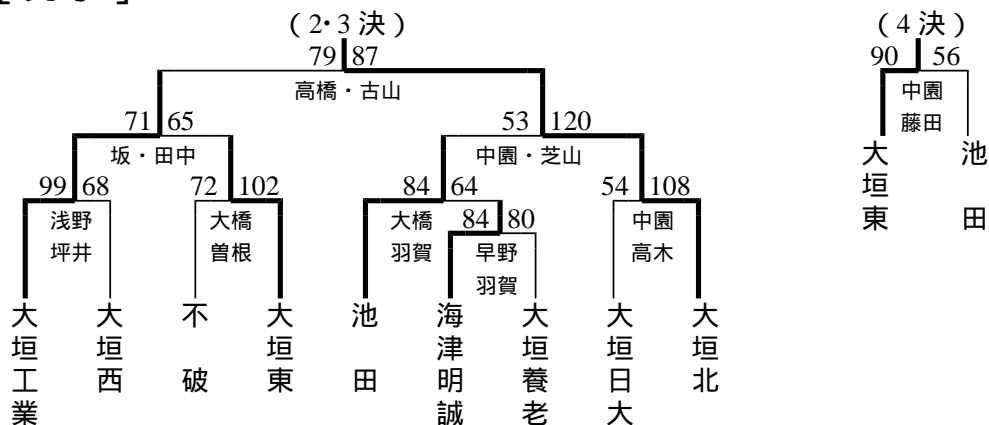 (2・3決)
79 87
高橋・古山
71 65
坂・田中
53 120
中園・芝山
99 68
浅野
坪井
72 102
大橋
曽根
84 64
大橋
羽賀
84 80
早野
羽賀
54 108
中園
高木
大垣工業
大垣西
不破
大垣東
池田
海津明誠
大垣養老
大垣日大
大垣北
(4決)
90 56
中園
藤田
大垣東
池田